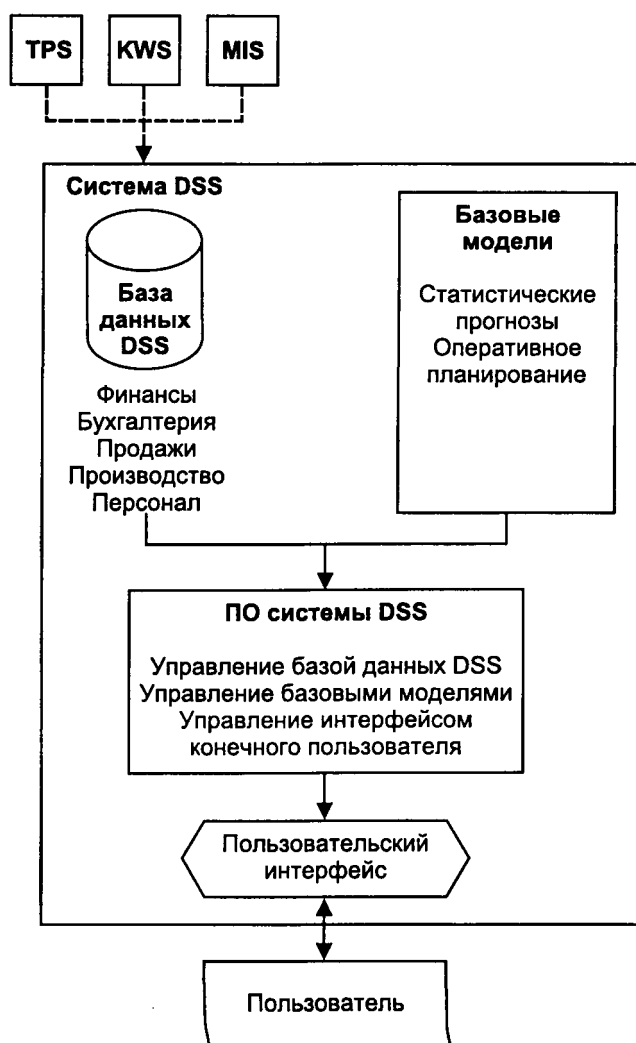 TPS
KWS
MIS
Система DSS
База
данных
DSS
Финансы
Бухгалтерия
Продажи
Производство
Персонал
Базовые
модели
Статистические
прогнозы
Оперативное
планирование
ПО системы DSS
Управление базой данных DSS
Управление базовыми моделями
Управление интерфейсом
конечного пользователя
Пользовательский
интерфейс
Пользователь